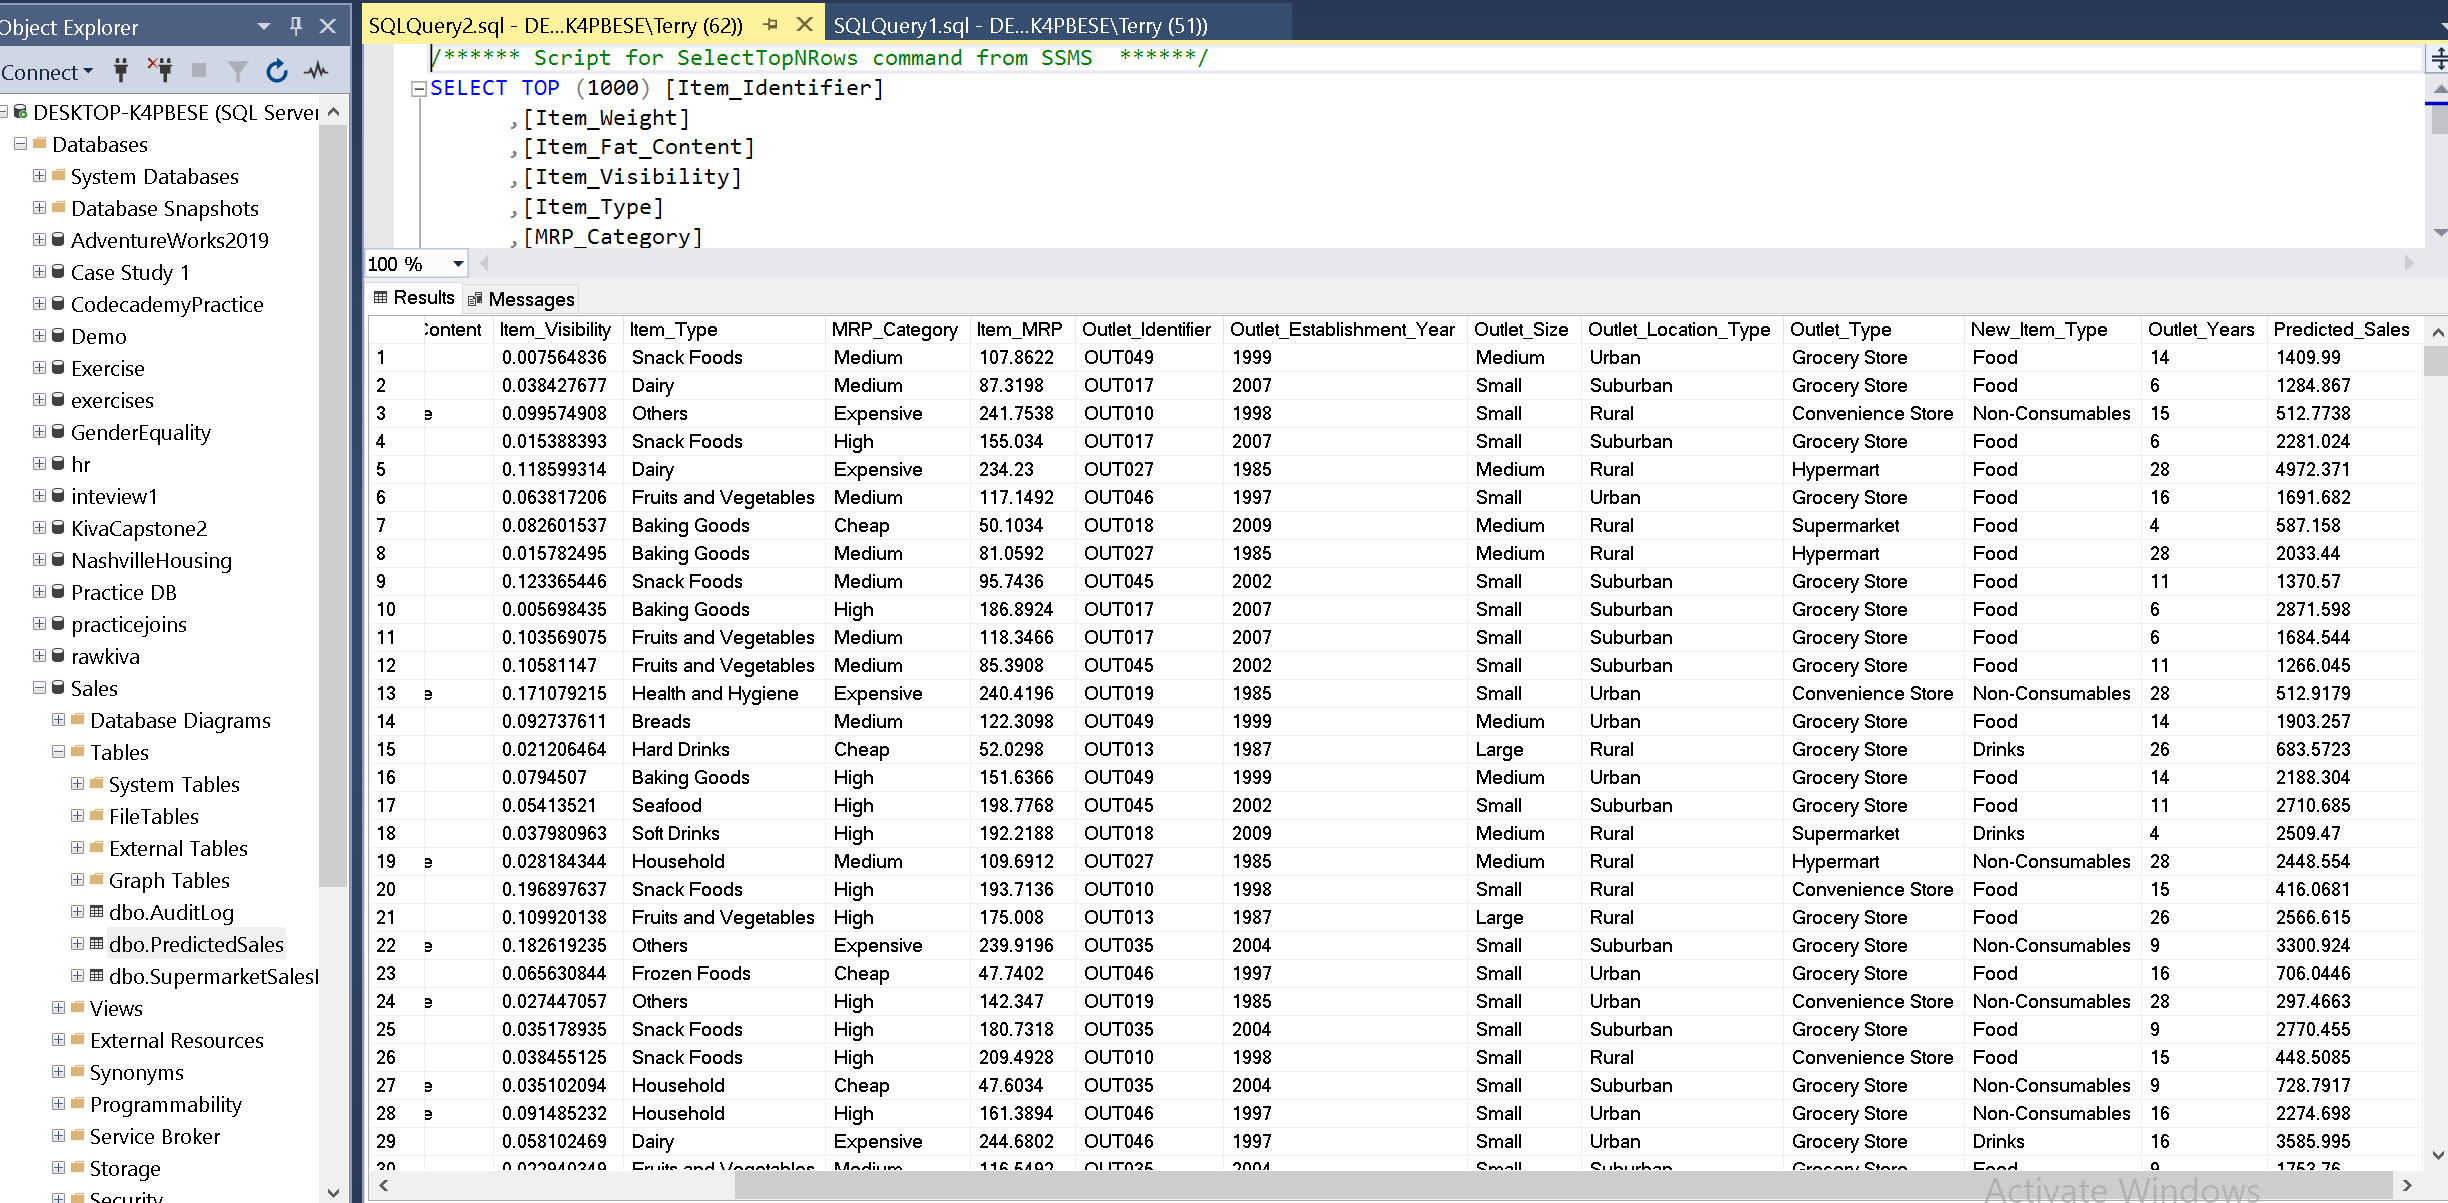 Object Explorer
Connect
DESKTOP-K4PBESE (SQL Server
Databases
System Databases
Database Snapshots
AdventureWorks2019
Case Study 1
CodecademyPractice
Demo
Exercise
exercises
GenderEquality
hr
inteview1
KivaCapstone2
NashvilleHousing
Practice DB
practicejoins
rawkiva
Sales
Database Diagrams
Tables
System Tables
FileTables
External Tables
Graph Tables
dbo.AuditLog
dbo.PredictedSales
dbo.SupermarketSales
Views
External Resources
Synonyms
Programmability
Service Broker
Storage
Security
SQLQuery2.sql - DE...K4PBESE\Terry (62)) SQLQuery1.sql - DE...K4PBESE\Terry (51))
/****** Script for SelectTopNRows command from SSMS ******/
SELECT TOP (1000) [Item_Identifier]
,[Item_Weight]
,[Item_Fat_Content]
,[Item_Visibility]
,[Item_Type]
,[MRP_Category]
100 %
Results Messages
Content Item_Visibility Item_Type MRP_Category Item_MRP Outlet_Identifier Outlet_Establishment_Year Outlet_Size Outlet_Location_Type Outlet_Type New_Item_Type Outlet_Years Predicted_Sales
1 0.007564836 Snack Foods Medium 107.8622 OUT049 1999 Medium Urban Grocery Store Food 14 1409.99
2 0.038427677 Dairy Medium 87.3198 OUT017 2007 Small Suburban Grocery Store Food 6 1284.867
3 e 0.099574908 Others Expensive 241.7538 OUT010 1998 Small Rural Convenience Store Non-Consumables 15 512.7738
4 0.015388393 Snack Foods High 155.034 OUT017 2007 Small Suburban Grocery Store Food 6 2281.024
5 0.118599314 Dairy Expensive 234.23 OUT027 1985 Medium Rural Hypermart Food 28 4972.371
6 0.063817206 Fruits and Vegetables Medium 117.1492 OUT046 1997 Small Urban Grocery Store Food 16 1691.682
7 0.082601537 Baking Goods Cheap 50.1034 OUT018 2009 Medium Rural Supermarket Food 4 587.158
8 0.015782495 Baking Goods Medium 81.0592 OUT027 1985 Medium Rural Hypermart Food 28 2033.44
9 0.123365446 Snack Foods Medium 95.7436 OUT045 2002 Small Suburban Grocery Store Food 11 1370.57
10 0.005698435 Baking Goods High 186.8924 OUT017 2007 Small Suburban Grocery Store Food 6 2871.598
11 0.103569075 Fruits and Vegetables Medium 118.3466 OUT017 2007 Small Suburban Grocery Store Food 6 1684.544
12 0.10581147 Fruits and Vegetables Medium 85.3908 OUT045 2002 Small Suburban Grocery Store Food 11 1266.045
13 e 0.171079215 Health and Hygiene Expensive 240.4196 OUT019 1985 Small Urban Convenience Store Non-Consumables 28 512.9179
14 0.092737611 Breads Medium 122.3098 OUT049 1999 Medium Urban Grocery Store Food 14 1903.257
15 0.021206464 Hard Drinks Cheap 52.0298 OUT013 1987 Large Rural Grocery Store Drinks 26 683.5723
16 0.0794507 Baking Goods High 151.6366 OUT049 1999 Medium Urban Grocery Store Food 14 2188.304
17 0.05413521 Seafood High 198.7768 OUT045 2002 Small Suburban Grocery Store Food 11 2710.685
18 0.037980963 Soft Drinks High 192.2188 OUT018 2009 Medium Rural Supermarket Drinks 4 2509.47
19 e 0.028184344 Household Medium 109.6912 OUT027 1985 Medium Rural Hypermart Non-Consumables 28 2448.554
20 0.196897637 Snack Foods High 193.7136 OUT010 1998 Small Rural Convenience Store Food 15 416.0681
21 0.109920138 Fruits and Vegetables High 175.008 OUT013 1987 Large Rural Grocery Store Food 26 2566.615
22 e 0.182619235 Others Expensive 239.9196 OUT035 2004 Small Suburban Grocery Store Non-Consumables 9 3300.924
23 0.065630844 Frozen Foods Cheap 47.7402 OUT046 1997 Small Urban Grocery Store Food 16 706.0446
24 e 0.027447057 Others High 142.347 OUT019 1985 Small Urban Convenience Store Non-Consumables 28 297.4663
25 0.035178935 Snack Foods High 180.7318 OUT035 2004 Small Suburban Grocery Store Food 9 2770.455
26 0.038455125 Snack Foods High 209.4928 OUT010 1998 Small Rural Convenience Store Food 15 448.5085
27 e 0.035102094 Household Cheap 47.6034 OUT035 2004 Small Suburban Grocery Store Non-Consumables 9 728.7917
28 e 0.091485232 Household High 161.3894 OUT046 1997 Small Urban Grocery Store Non-Consumables 16 2274.698
29 0.058102469 Dairy Expensive 244.6802 OUT046 1997 Small Urban Grocery Store Drinks 16 3585.995
30 0.022940349 Fruits and Vegetables Medium 116.5492 OUT035 2004 Small Suburban Grocery Store Food 9 1753.76
Activate Windows